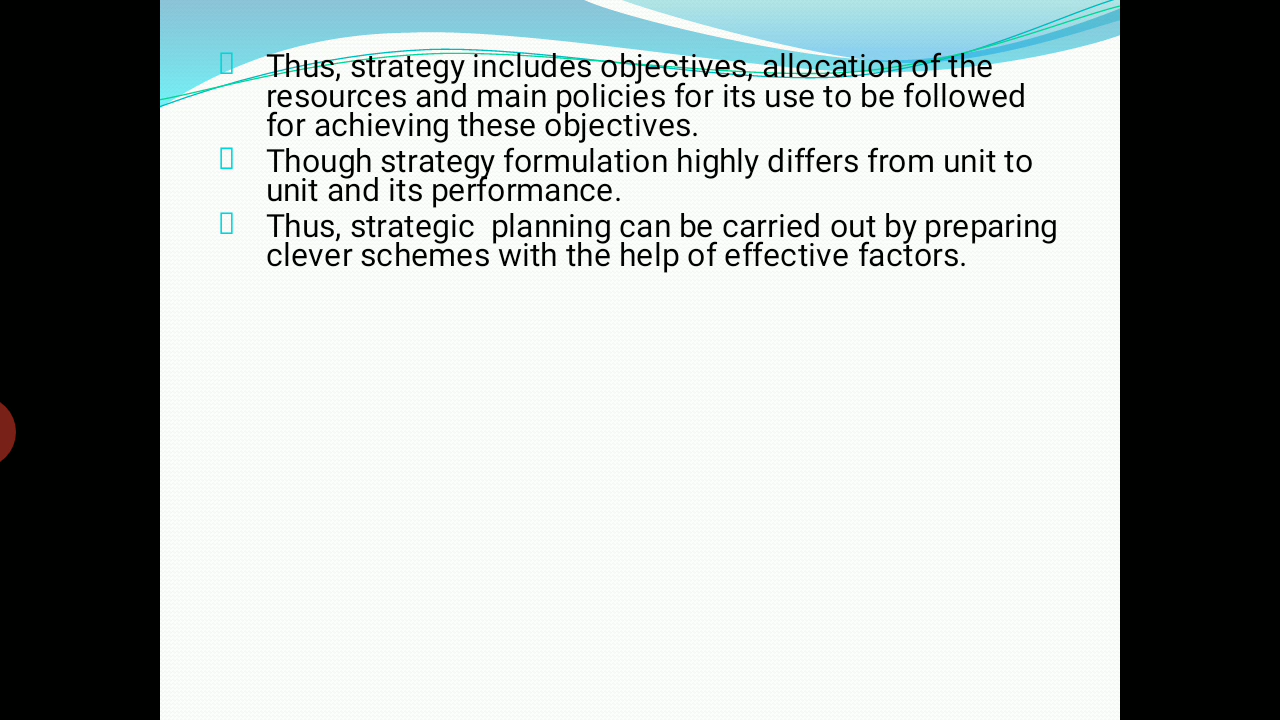 Thus, strategy includes objectives, allocation of the
resources and main policies for its use to be followed
for achieving these objectives.
Though strategy formulation highly differs from unit to
unit and its performance.
Thus, strategic  planning can be carried out by preparing
clever schemes with the help of effective factors.